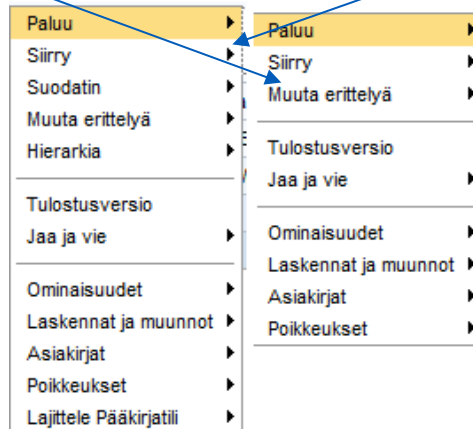 Paluu
Siirry
Suodatin
Muuta erittelyä
Hierarkia
Tulostusversio
Jaa ja vie
Ominaisuudet
Laskennat ja muunnot
Asiakirjat
Poikkeukset
Lajittele Pääkirjatili
Paluu
Siirry
Muuta erittelyä
Tulostusversio
Jaa ja vie
Ominaisuudet
Laskennat ja muunnot
Asiakirjat
Poikkeukset